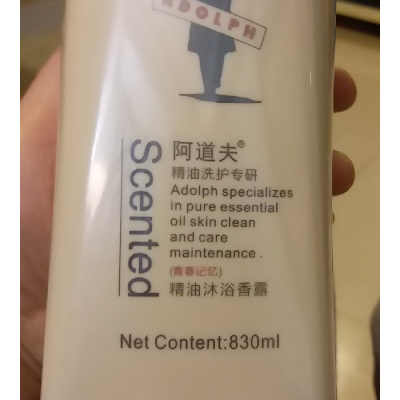 ADOLPH
Scented
阿道夫®
精油洗护专研
Adolph specializes
in pure essential
oil skin clean
and care
maintenance .
(青春记忆)
精油沐浴香露
Net Content:830ml